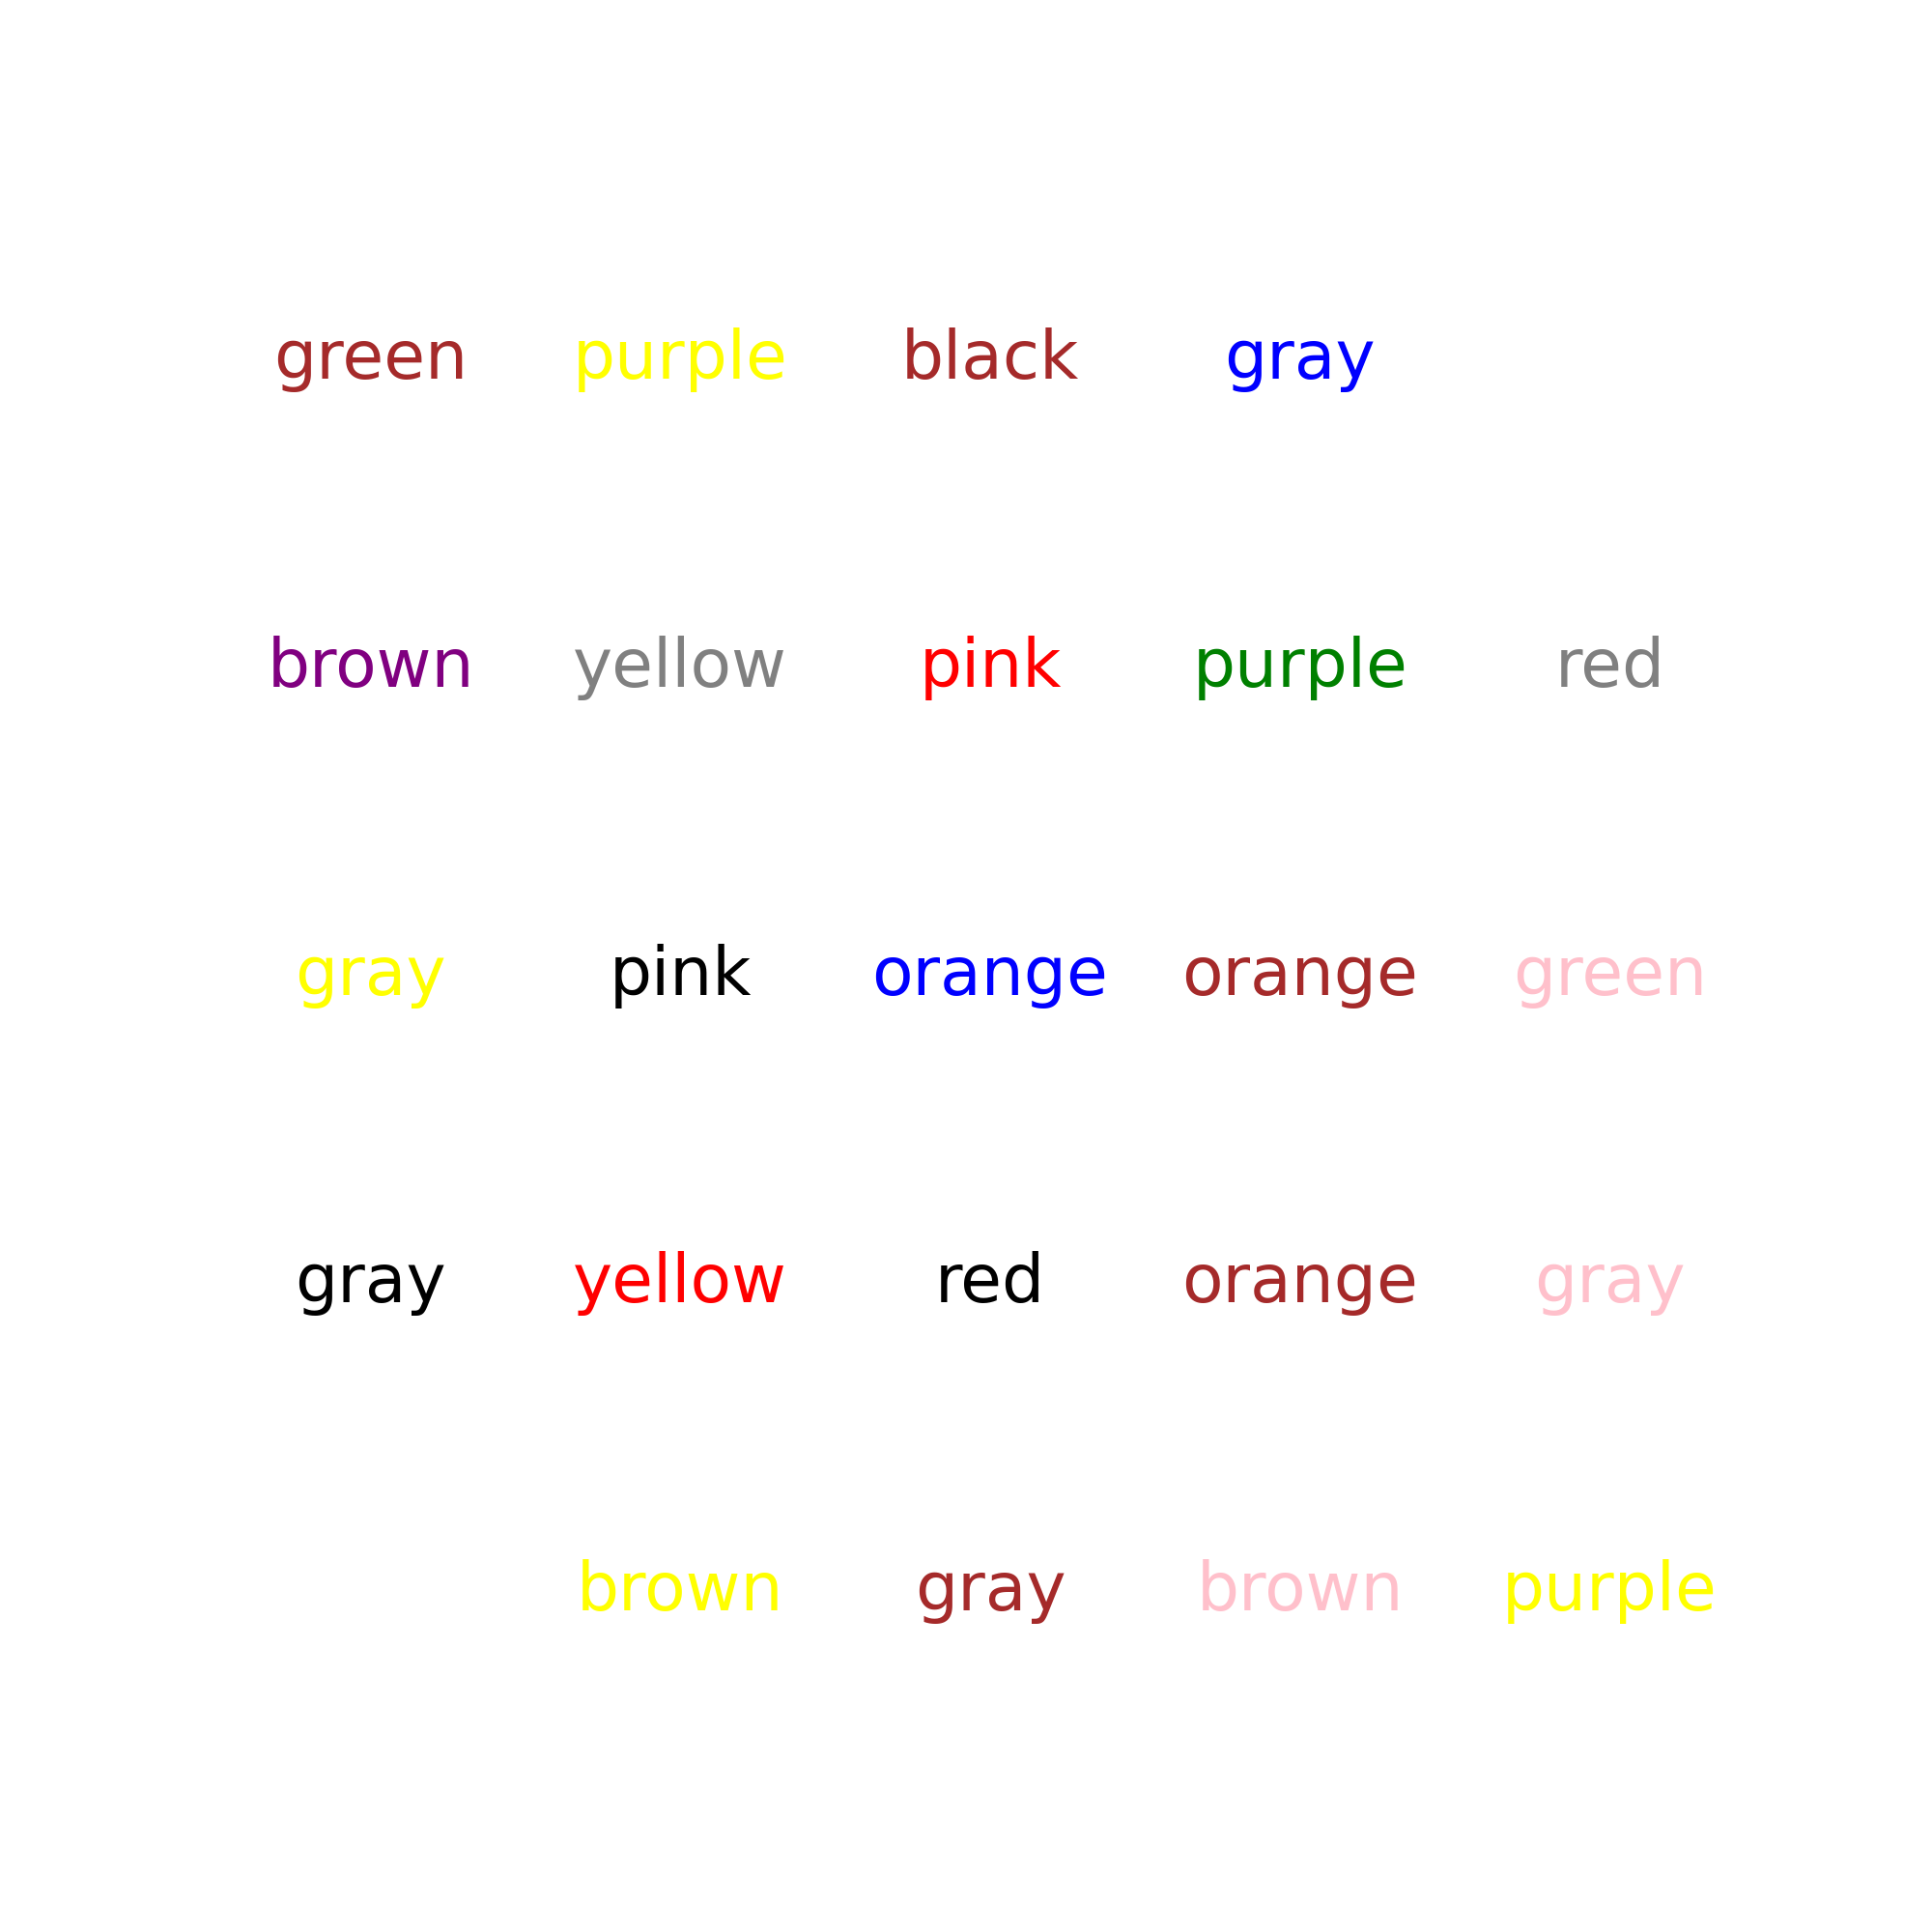 green purple black gray
brown yellow pink purple red
gray pink orange orange green
gray yellow red orange gray
brown gray brown purple